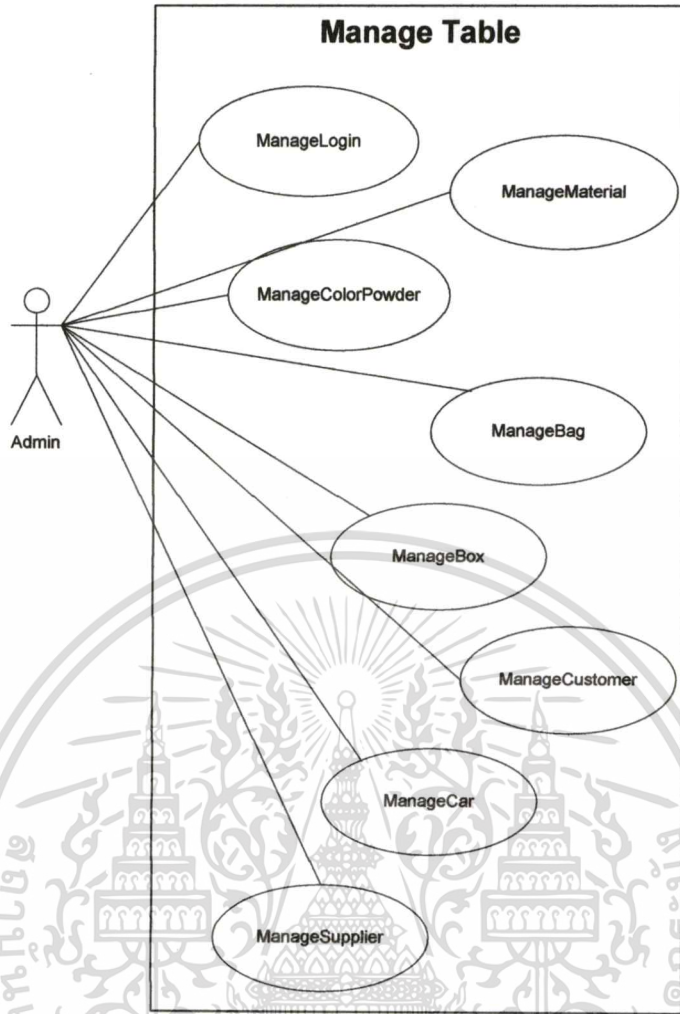 Manage Table
ManageLogin
ManageMaterial
ManageColorPowder
Admin
ManageBag
ManageBox
ManageCustomer
ManageCar
ManageSupplier